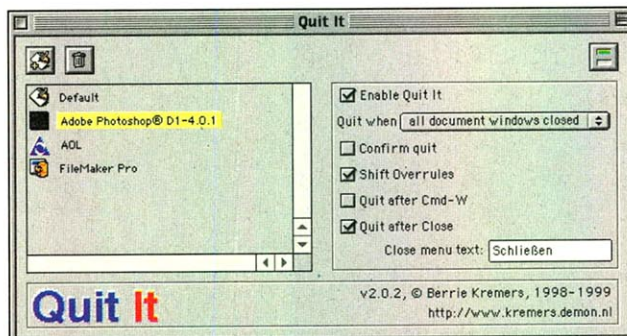 Quit It
Default
Adobe Photoshop® D1-4.0.1
AOL
FileMaker Pro
Enable Quit It
Quit when all document windows closed
Confirm quit
Shift Overrules
Quit after Cmd-W
Quit after Close
Close menu text: Schließen
Quit It
v2.0.2, © Berrie Kremers, 1998-1999
http://www.kremers.demon.nl